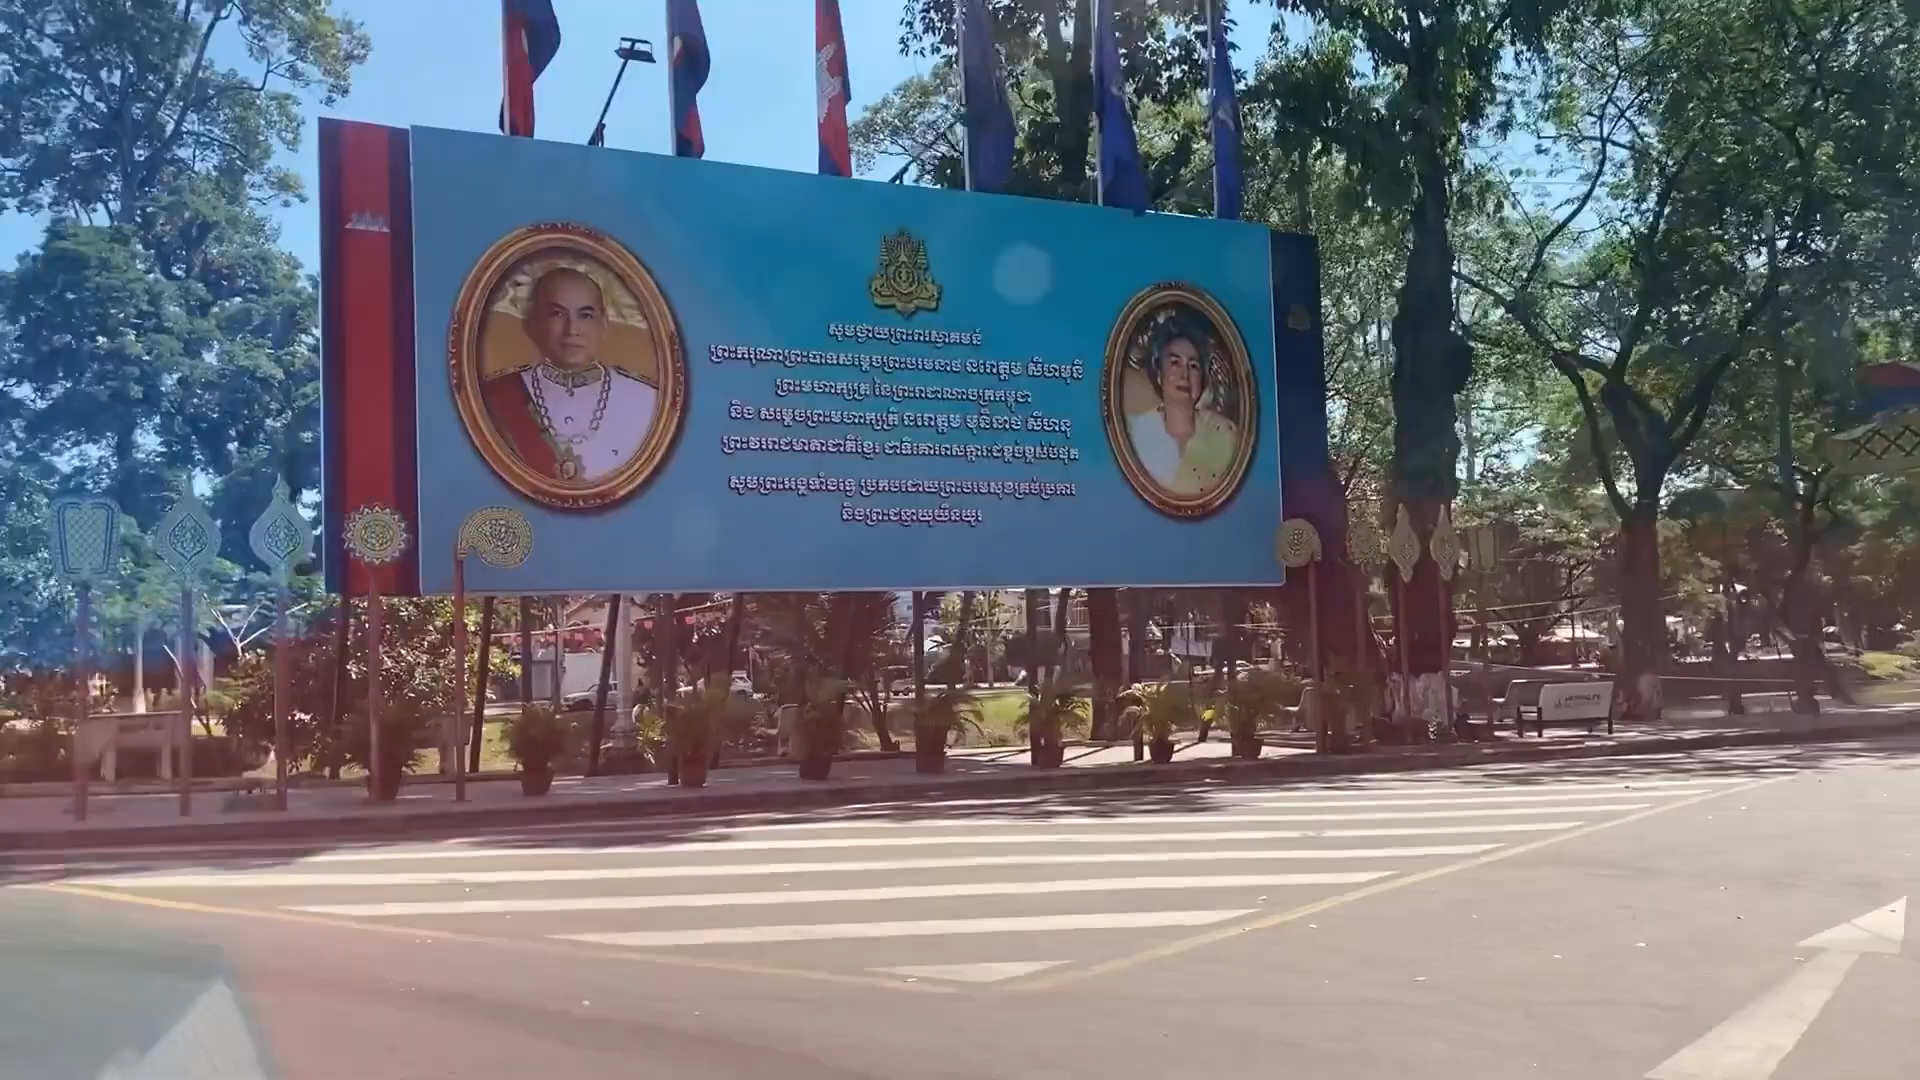 សូមថ្វាយព្រះពរស្វាគមន៍
ព្រះករុណាព្រះបាទសម្តេចព្រះបរមនាថ នរោត្តម សីហមុនី
ព្រះមហាក្សត្រ នៃព្រះរាជាណាចក្រកម្ពុជា
និង សម្តេចព្រះមហាក្សត្រី នរោត្តម មុនិនាថ សីហនុ
ព្រះវររាជមាតាជាតិខ្មែរ ជាទីគោរពសក្ការៈដ៏ខ្ពង់ខ្ពស់បំផុត
សូមព្រះអង្គទាំងទ្វេ ប្រកបដោយព្រះបរមសុខគ្រប់ប្រការ
និងព្រះជន្មាយុយឺនយូរ